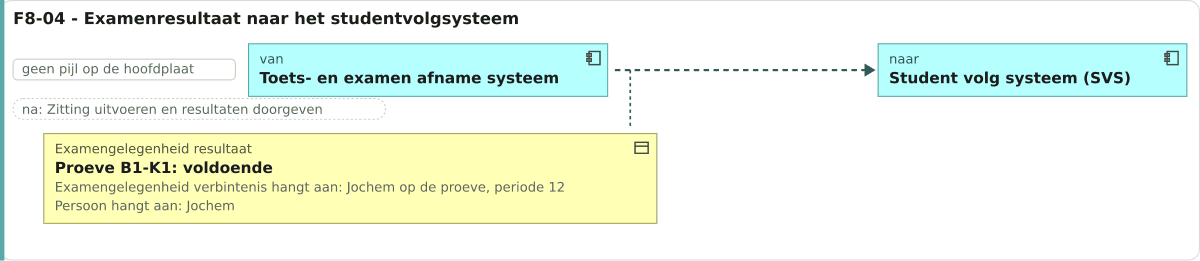 F8-04 - Examenresultaat naar het studentvolgsysteem
geen pijl op de hoofdplaat
van
Toets- en examen afname systeem
naar
Student volg systeem (SVS)
na: Zitting uitvoeren en resultaten doorgeven
Examengelegenheid resultaat
Proeve B1-K1: voldoende
Examengelegenheid verbintenis hangt aan: Jochem op de proeve, periode 12
Persoon hangt aan: Jochem